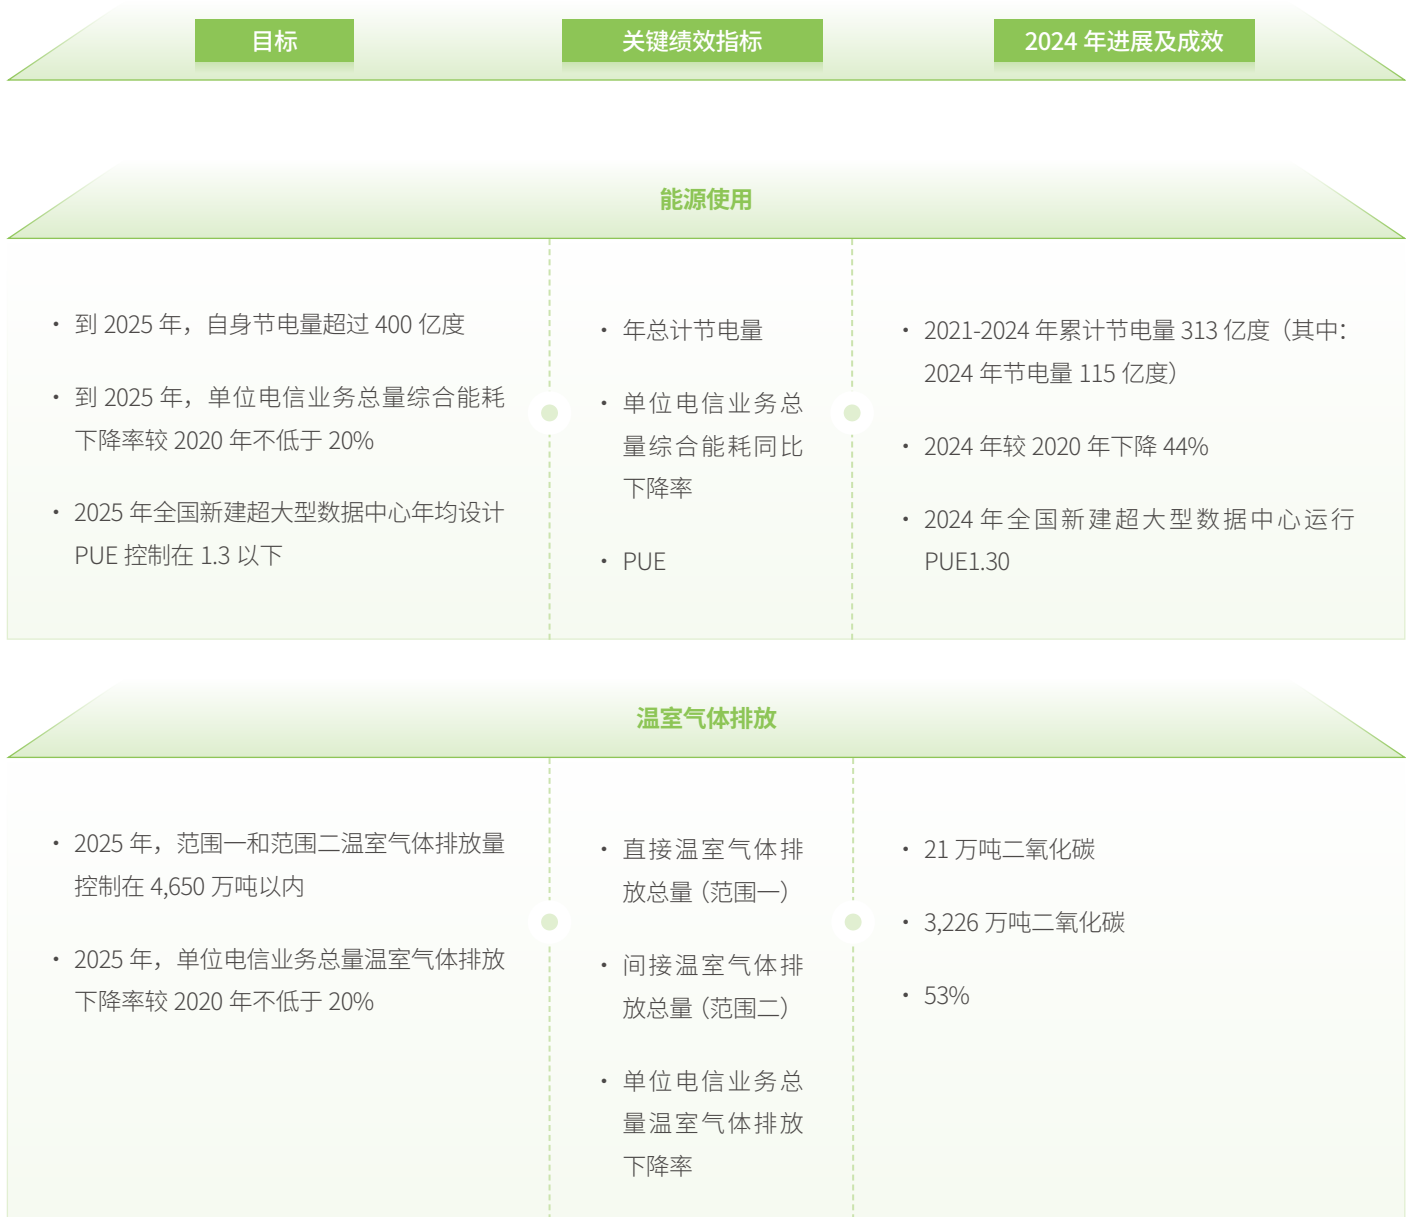 目标
关键绩效指标
2024 年进展及成效
能源使用
· 到 2025 年，自身节电量超过 400 亿度
· 到 2025 年，单位电信业务总量综合能耗
下降率较 2020 年不低于 20%
· 2025 年全国新建超大型数据中心年均设计
PUE 控制在 1.3 以下
· 年总计节电量
· 单位电信业务总
量综合能耗同比
下降率
· PUE
· 2021-2024 年累计节电量 313 亿度（其中：
2024 年节电量 115 亿度）
· 2024 年较 2020 年下降 44%
· 2024 年全国新建超大型数据中心运行
PUE1.30
温室气体排放
· 2025 年，范围一和范围二温室气体排放量
控制在 4,650 万吨以内
· 2025 年，单位电信业务总量温室气体排放
下降率较 2020 年不低于 20%
· 直接温室气体排
放总量（范围一）
· 间接温室气体排
放总量（范围二）
· 单位电信业务总
量温室气体排放
下降率
· 21 万吨二氧化碳
· 3,226 万吨二氧化碳
· 53%